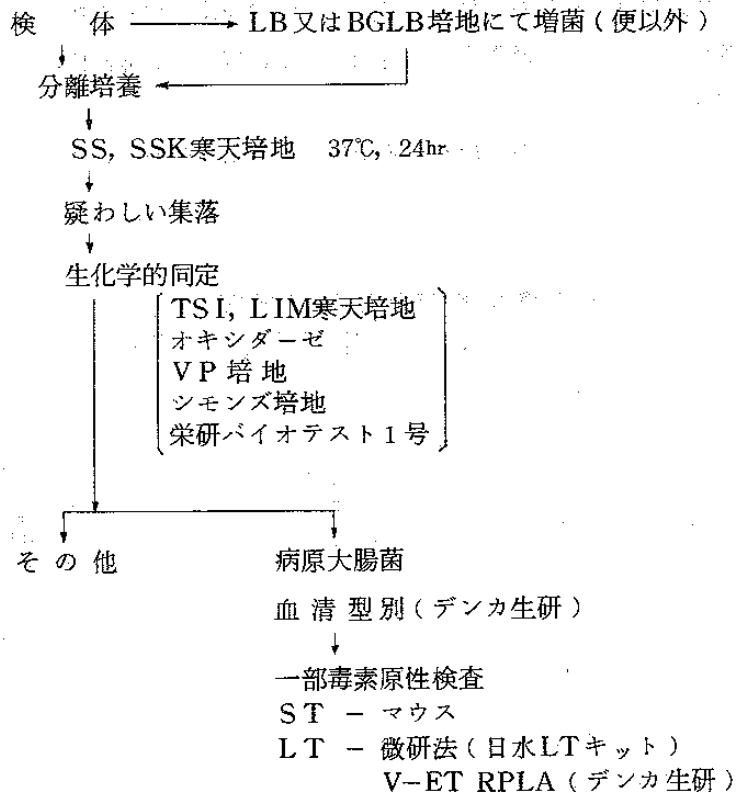 検 体 LB又はBGLB培地にて増菌(便以外)
分離培養
SS, SSK寒天培地 37℃, 24hr
疑わしい集落
生化学的同定
TSI, LIM寒天培地
オキシダーゼ
VP培地
シモンズ培地
栄研バイオテスト1号
その他 病原大腸菌
血清型別(デンカ生研)
一部毒素原性検査
ST - マウス
LT - 微研法(日水LTキット)
V-ET RPLA(デンカ生研)